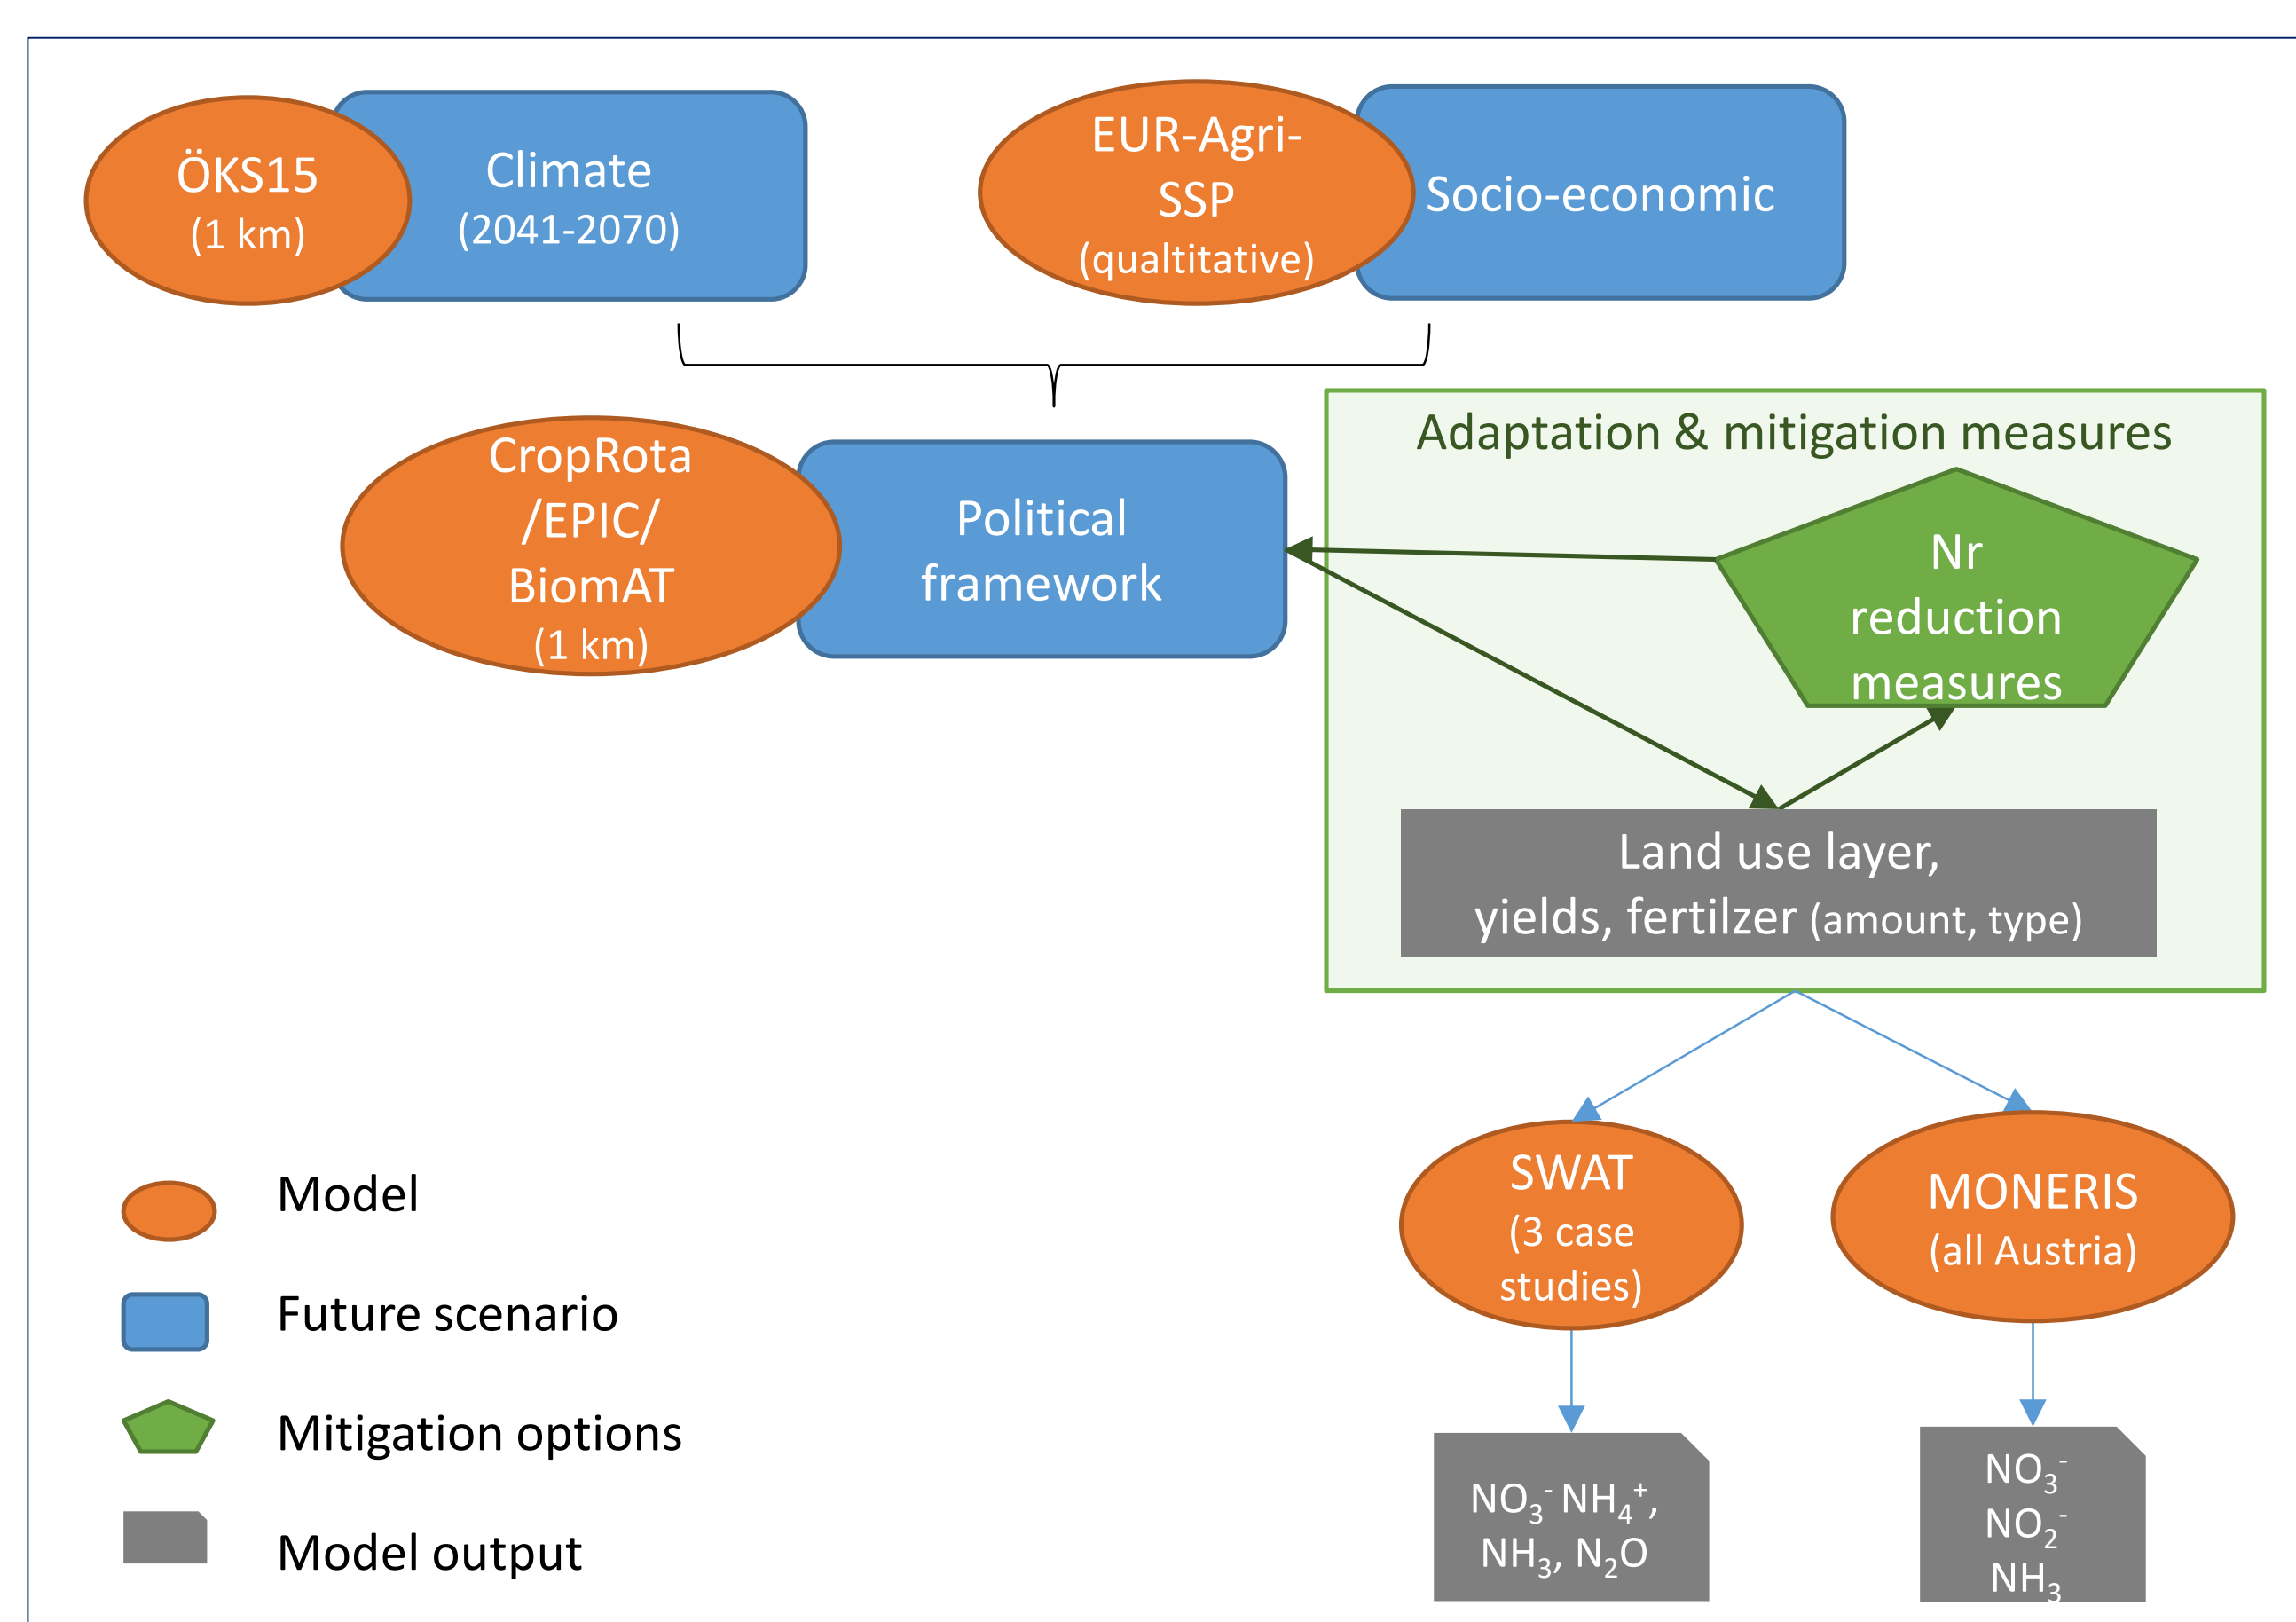 ÖKS15
(1 km)
Climate
(2041-2070)
EUR-Agri-
SSP
(qualitative)
Socio-economic
CropRota
/EPIC/
BiomAT
(1 km)
Political
framework
Adaptation & mitigation measures
Nr
reduction
measures
Land use layer,
yields, fertilzer (amount, type)
SWAT
(3 case
studies)
MONERIS
(all Austria)
NO₃⁻ NH₄⁺,
NH₃, N₂O
NO₃⁻
NO₂⁻
NH₃
Model
Future scenario
Mitigation options
Model output